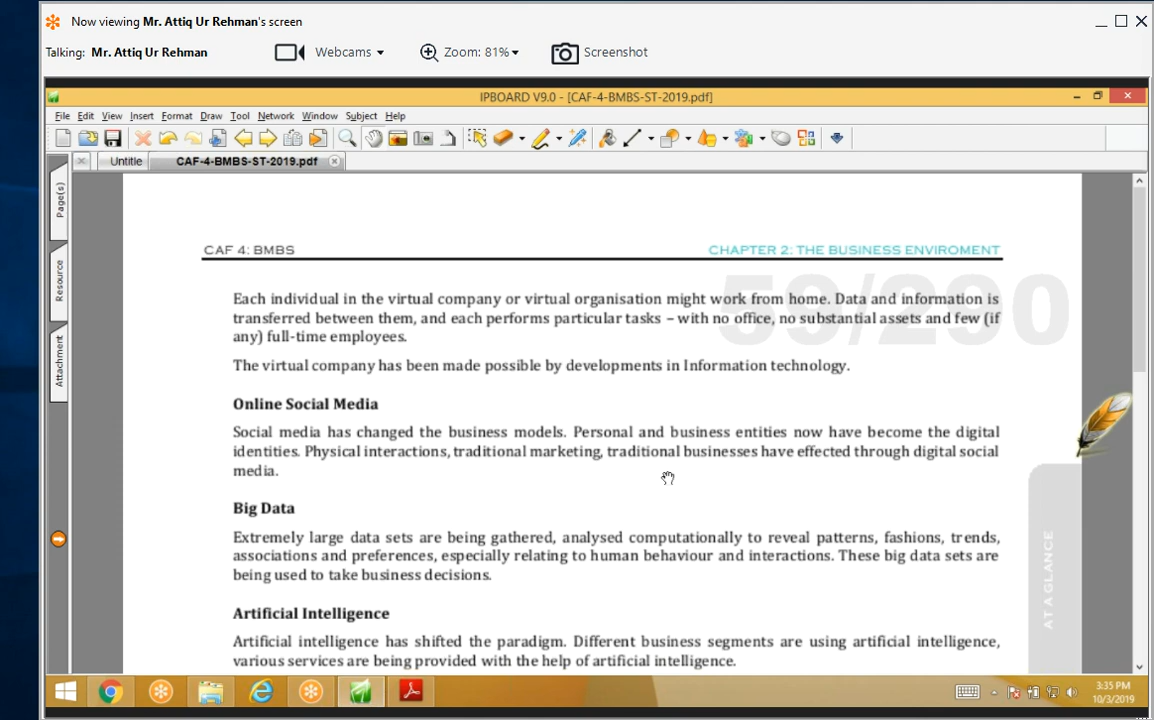 Now viewing Mr. Attiq Ur Rehman's screen
Talking: Mr. Attiq Ur Rehman Webcams Zoom: 81% Screenshot
IPBOARD V9.0 - [CAF-4-BMBS-ST-2019.pdf]
File Edit View Insert Format Draw Tool Network Window Subject Help
Untitle CAF-4-BMBS-ST-2019.pdf
Page(s)
Resource
Attachment
CAF 4: BMBS CHAPTER 2: THE BUSINESS ENVIROMENT
59/290
Each individual in the virtual company or virtual organisation might work from home. Data and information is
transferred between them, and each performs particular tasks – with no office, no substantial assets and few (if
any) full-time employees.
The virtual company has been made possible by developments in Information technology.
Online Social Media
Social media has changed the business models. Personal and business entities now have become the digital
identities. Physical interactions, traditional marketing, traditional businesses have effected through digital social
media.
Big Data
Extremely large data sets are being gathered, analysed computationally to reveal patterns, fashions, trends,
associations and preferences, especially relating to human behaviour and interactions. These big data sets are
being used to take business decisions.
Artificial Intelligence
Artificial intelligence has shifted the paradigm. Different business segments are using artificial intelligence,
various services are being provided with the help of artificial intelligence.
AT A GLANCE
3:35 PM
10/3/2019